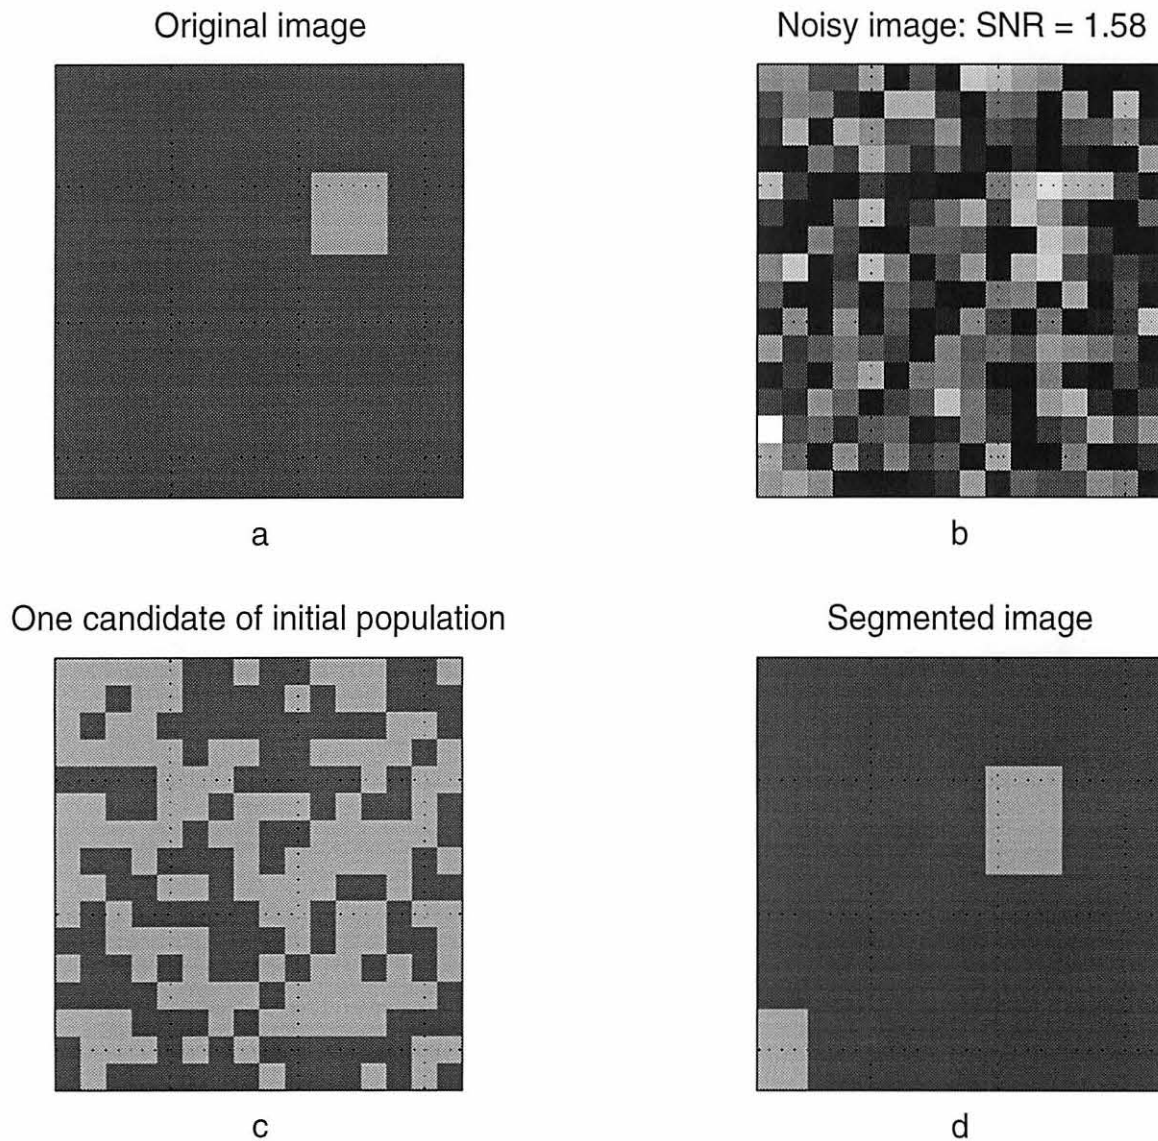 Original image
Noisy image: SNR = 1.58
a
b
One candidate of initial population
Segmented image
c
d